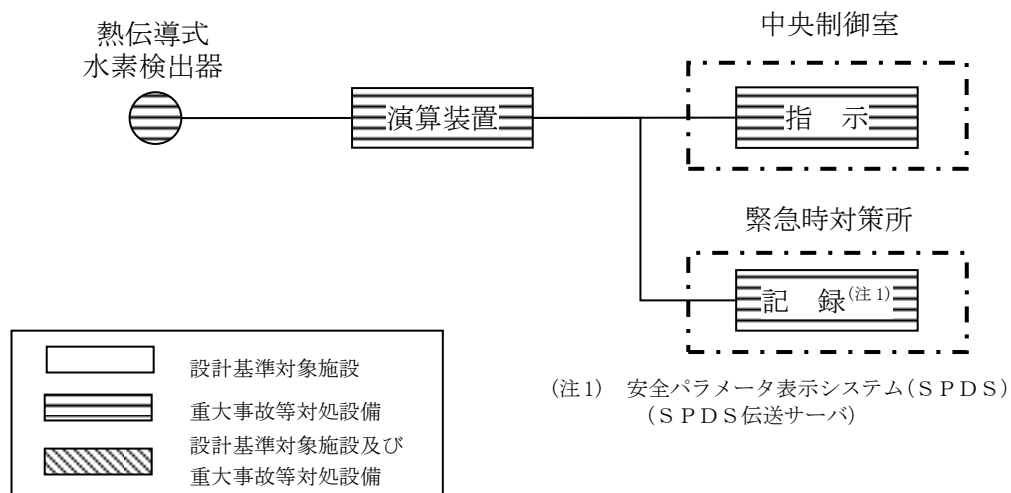 熱伝導式
水素検出器
演算装置
中央制御室
指　示
緊急時対策所
記　録(注1)
設計基準対象施設
重大事故等対処設備
設計基準対象施設及び
重大事故等対処設備
(注1)　安全パラメータ表示システム(ＳＰＤＳ)
(ＳＰＤＳ伝送サーバ)